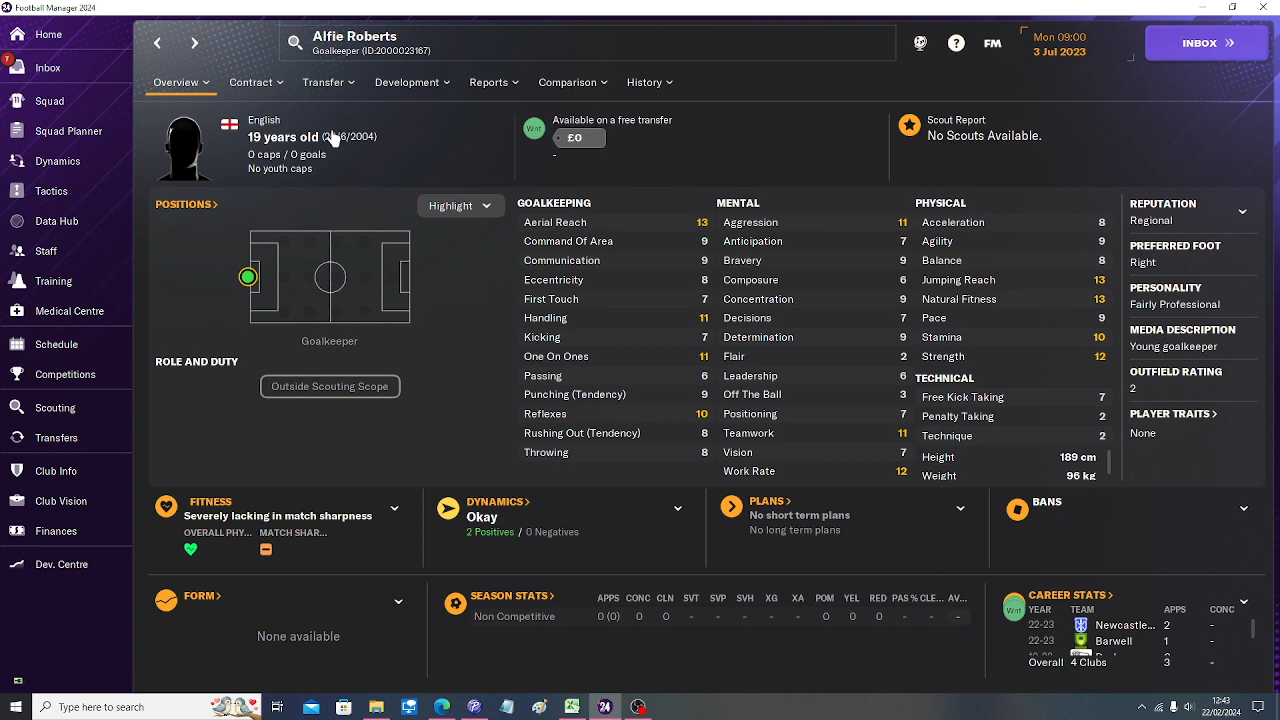 24 Football Manager 2024
Home
7
Inbox
Squad
Squad Planner
Dynamics
Tactics
Data Hub
Staff
Training
Medical Centre
Schedule
Competitions
Scouting
Transfers
Club Info
Club Vision
Finances
Dev. Centre
Alfie Roberts
Goalkeeper (ID:2000023167)
?
FM
Mon 09:00
3 Jul 2023
INBOX
Overview
Contract
Transfer
Development
Reports
Comparison
History
English
19 years old
0 caps / 0 goals
No youth caps
Wnt
Available on a free transfer
£0
-
Scout Report
No Scouts Available.
POSITIONS>
Highlight
Goalkeeper
ROLE AND DUTY
Outside Scouting Scope
GOALKEEPING
Aerial Reach 13
Command Of Area 9
Communication 9
Eccentricity 8
First Touch 7
Handling 11
Kicking 7
One On Ones 11
Passing 6
Punching (Tendency) 9
Reflexes 10
Rushing Out (Tendency) 8
Throwing 8
MENTAL
Aggression 11
Anticipation 7
Bravery 9
Composure 6
Concentration 9
Decisions 7
Determination 9
Flair 2
Leadership 6
Off The Ball 3
Positioning 7
Teamwork 11
Vision 7
Work Rate 12
PHYSICAL
Acceleration 8
Agility 9
Balance 8
Jumping Reach 13
Natural Fitness 13
Pace 9
Stamina 10
Strength 12
TECHNICAL
Free Kick Taking 7
Penalty Taking 2
Technique 2
Height 189 cm
Weight 96 kg
REPUTATION
Regional
PREFERRED FOOT
Right
PERSONALITY
Fairly Professional
MEDIA DESCRIPTION
Young goalkeeper
OUTFIELD RATING
2
PLAYER TRAITS>
None
FITNESS
Severely lacking in match sharpness
OVERALL PHY... MATCH SHAR...
DYNAMICS>
Okay
2 Positives / 0 Negatives
PLANS>
No short term plans
No long term plans
BANS
FORM>
None available
SEASON STATS> APPS CONC CLN SVT SVP SVH XG XA POM YEL RED PAS % CLE... AV...
Non Competitive 0 (0) 0 0 - - - - - 0 0 0 - - -
Wnt
CAREER STATS>
YEAR TEAM APPS CONC
22-23 Newcastle... 2 -
22-23 Barwell 1 -
Overall 4 Clubs 3 -
Type here to search
24
12:43
22/02/2024